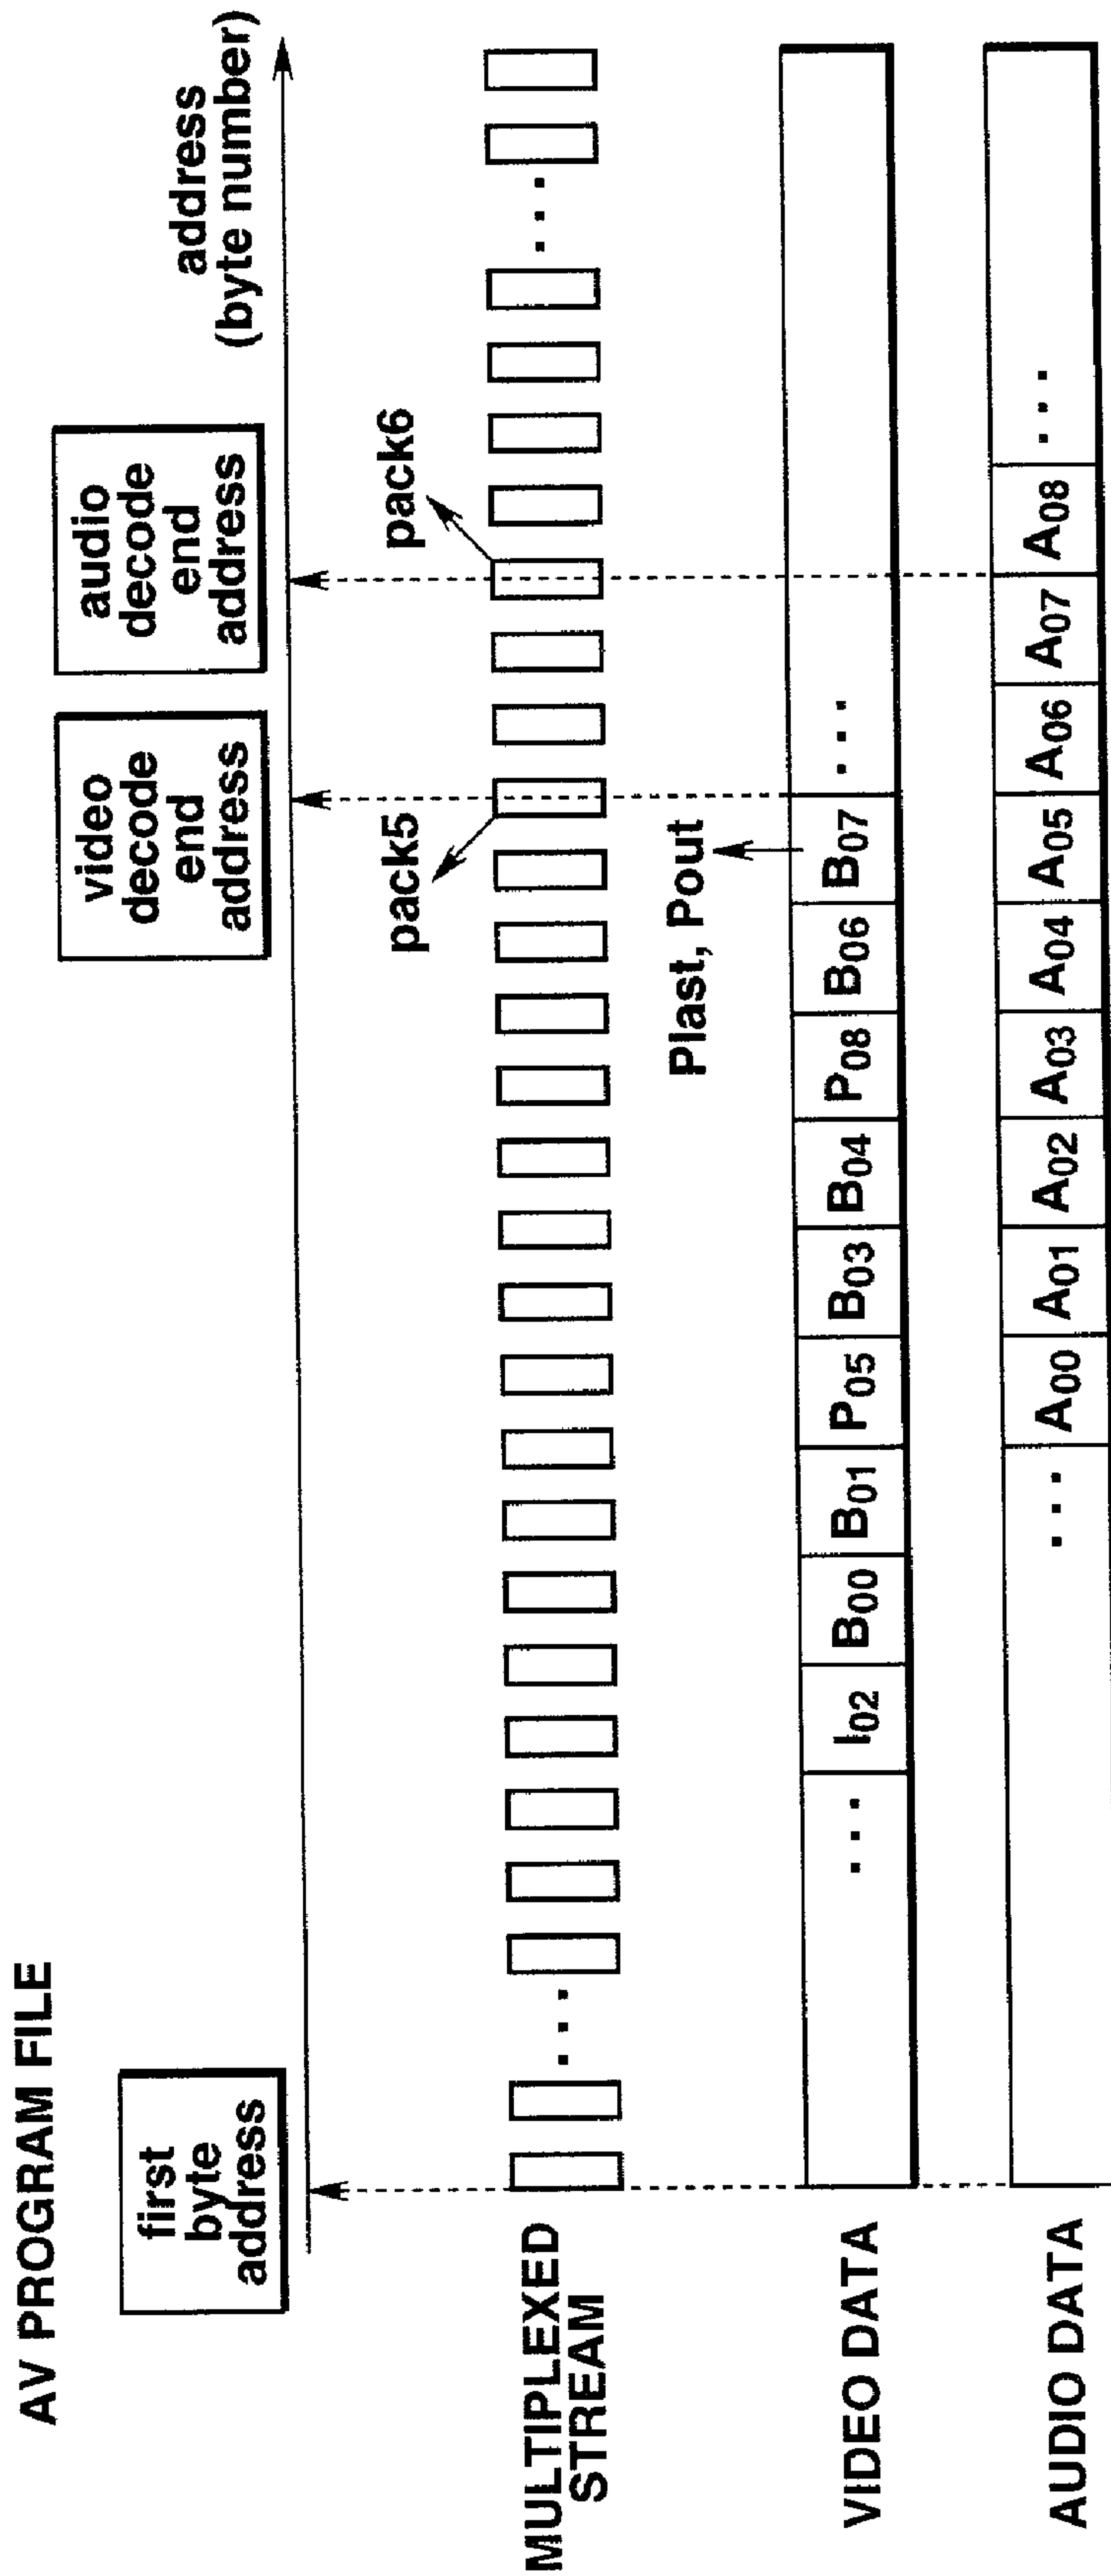 AV PROGRAM FILE
first
byte
address
video
decode
end
address
audio
decode
end
address
address
(byte number)
MULTIPLEXED
STREAM
...
pack5
pack6
...
Plast, Pout
VIDEO DATA
... I02 B00 B01 P05 B03 B04 P08 B06 B07 ...
AUDIO DATA
... A00 A01 A02 A03 A04 A05 A06 A07 A08 ...